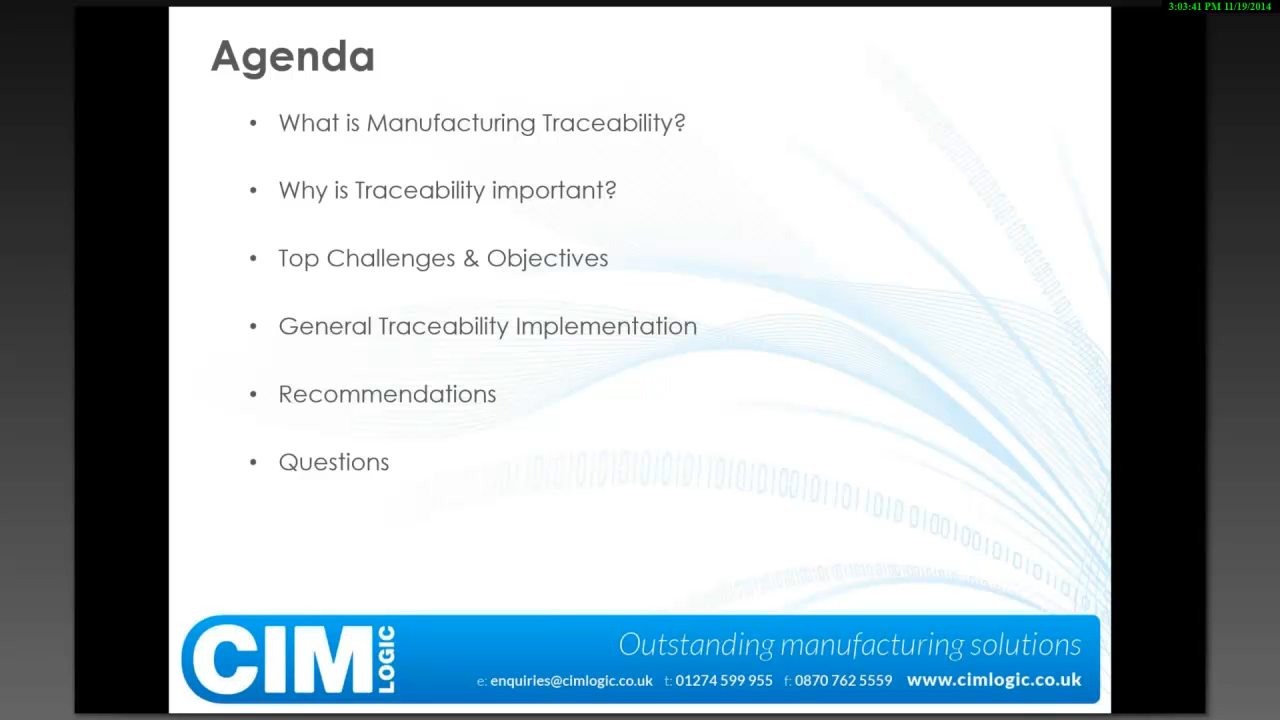 3:03:41 PM 11/19/2014
Agenda
• What is Manufacturing Traceability?
• Why is Traceability important?
• Top Challenges & Objectives
• General Traceability Implementation
• Recommendations
• Questions
CIM LOGIC
Outstanding manufacturing solutions
e: enquiries@cimlogic.co.uk t: 01274 599 955 f: 0870 762 5559 www.cimlogic.co.uk